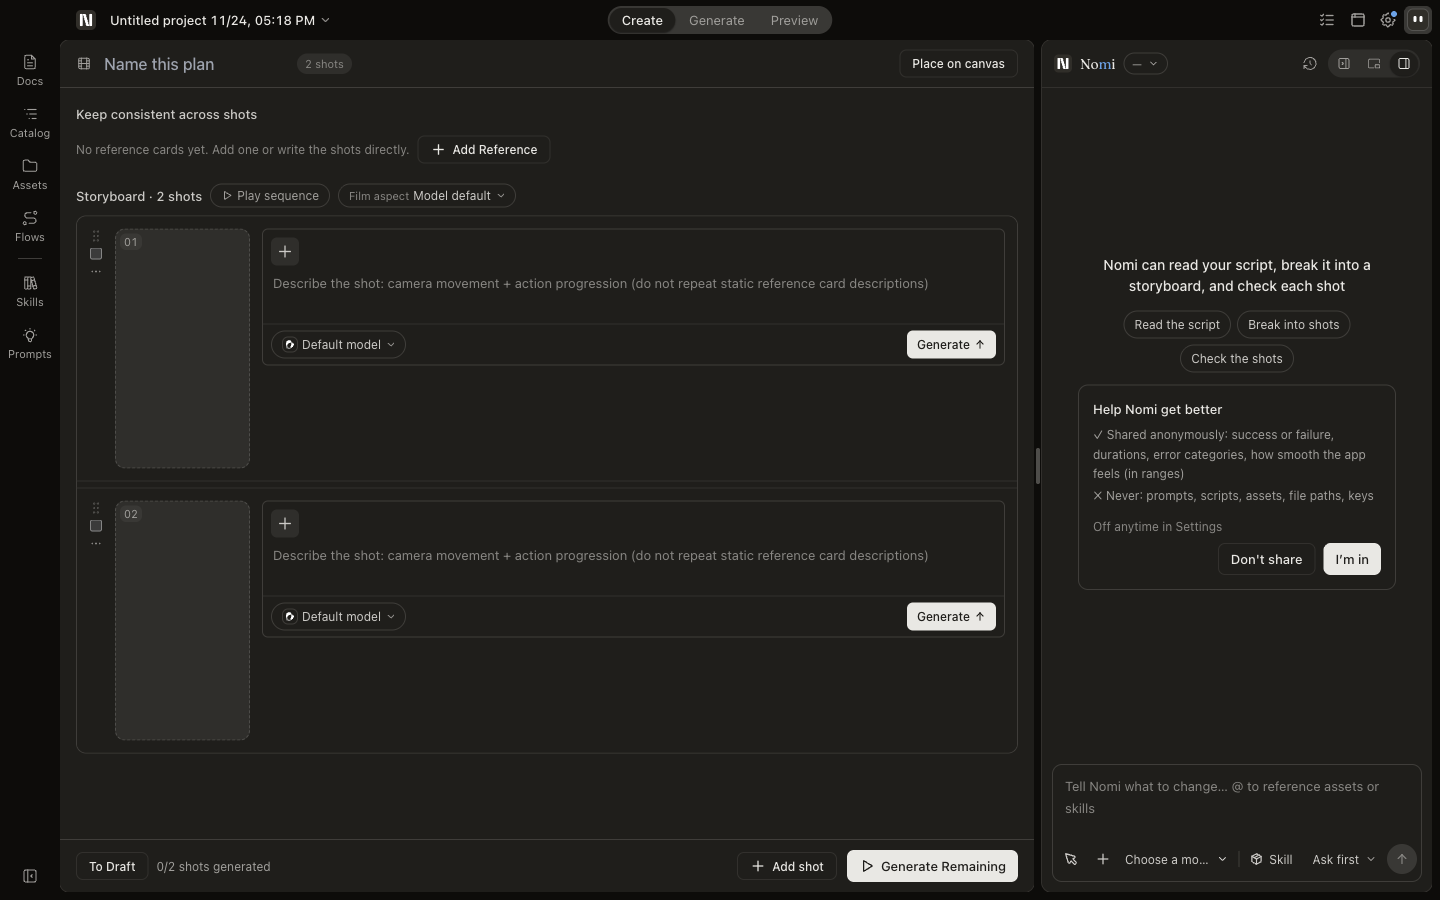 Untitled project 11/24, 05:18 PM
Create
Generate
Preview
Docs
Catalog
Assets
Flows
Skills
Prompts
Name this plan
2 shots
Place on canvas
Keep consistent across shots
No reference cards yet. Add one or write the shots directly.
Add Reference
Storyboard · 2 shots
Play sequence
Film aspect Model default
01
Describe the shot: camera movement + action progression (do not repeat static reference card descriptions)
Default model
Generate ↑
02
Describe the shot: camera movement + action progression (do not repeat static reference card descriptions)
Default model
Generate ↑
To Draft
0/2 shots generated
+ Add shot
Generate Remaining
Nomi
—
Nomi can read your script, break it into a
storyboard, and check each shot
Read the script
Break into shots
Check the shots
Help Nomi get better
✓ Shared anonymously: success or failure,
durations, error categories, how smooth the app
feels (in ranges)
✕ Never: prompts, scripts, assets, file paths, keys
Off anytime in Settings
Don't share
I'm in
Tell Nomi what to change... @ to reference assets or
skills
Choose a mo...
Skill
Ask first